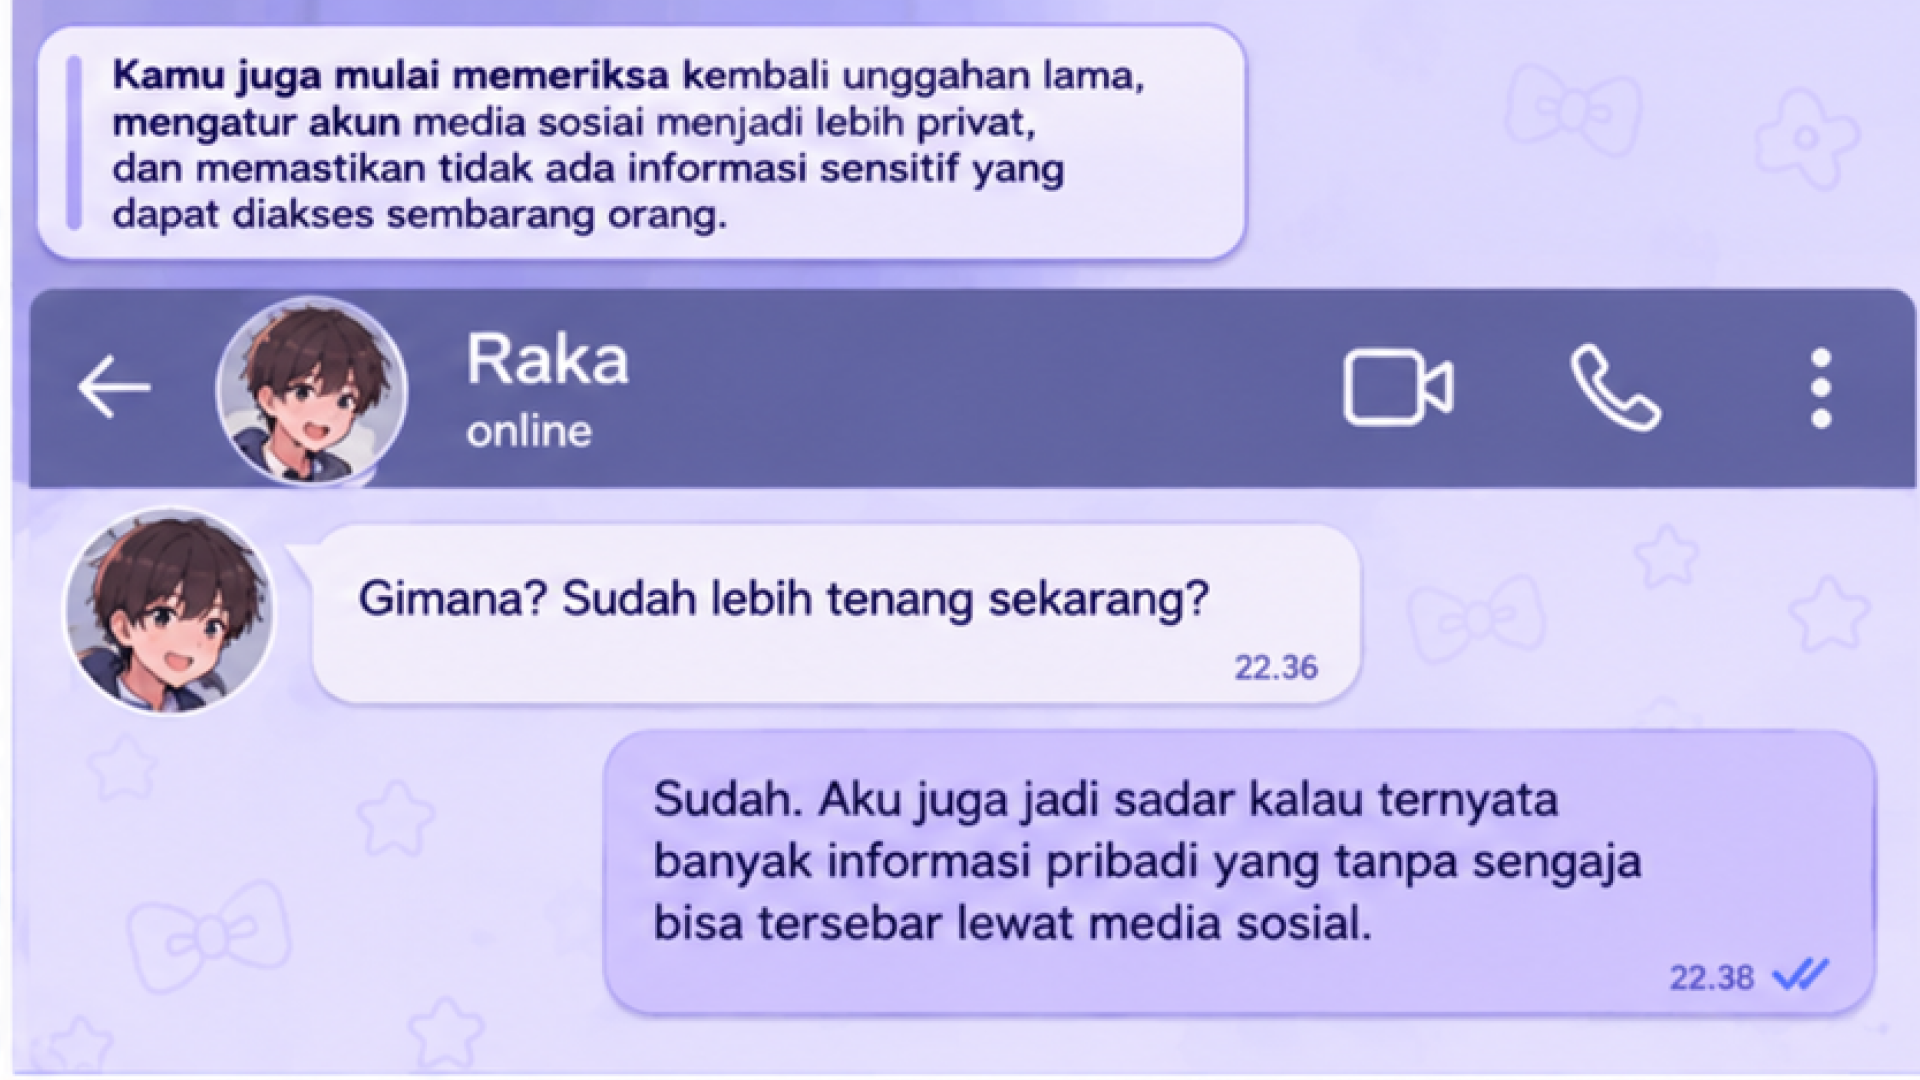 Kamu juga mulai memeriksa kembali unggahan lama,
mengatur akun media sosiai menjadi lebih privat,
dan memastikan tidak ada informasi sensitif yang
dapat diakses sembarang orang.
Raka
online
Gimana? Sudah lebih tenang sekarang?
22.36
Sudah. Aku juga jadi sadar kalau ternyata
banyak informasi pribadi yang tanpa sengaja
bisa tersebar lewat media sosial.
22.38